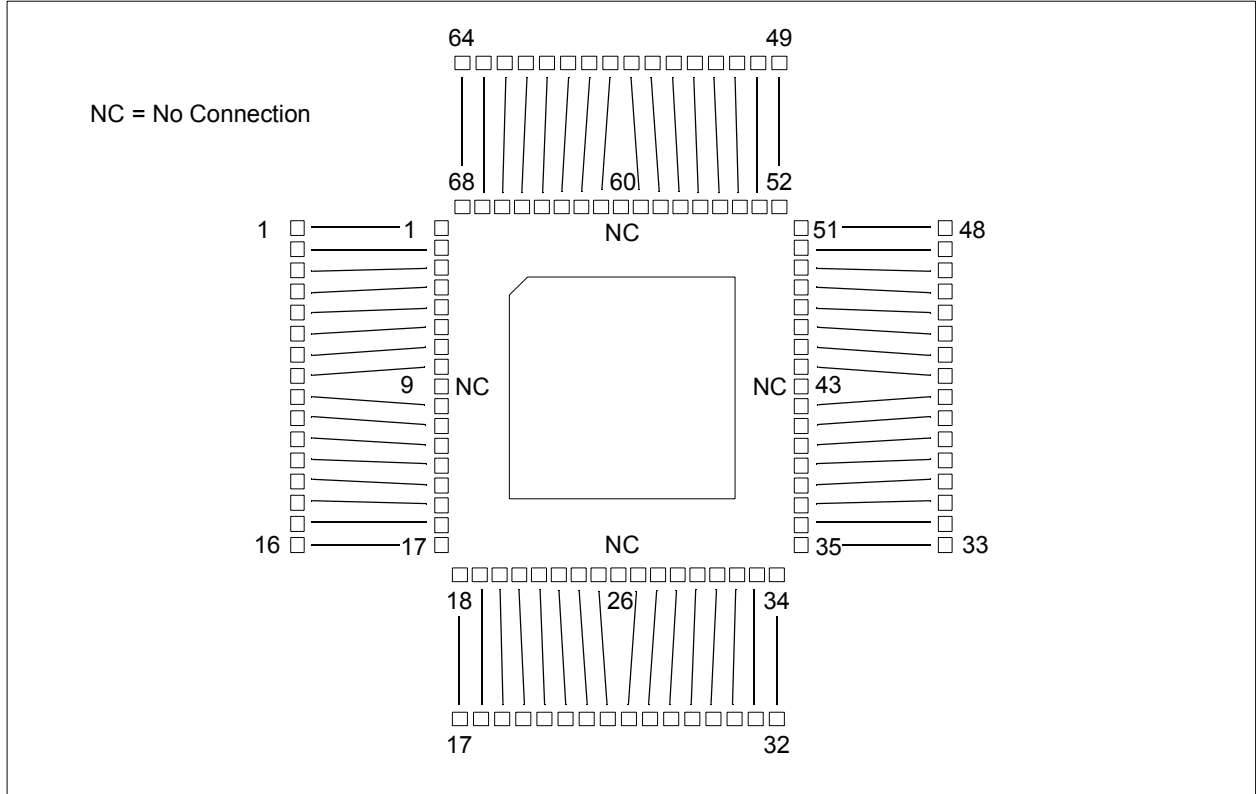 64 49
NC = No Connection
68 60 52
1 1 NC 51 48
9 NC NC 43
16 17 NC 35 33
18 26 34
17 32